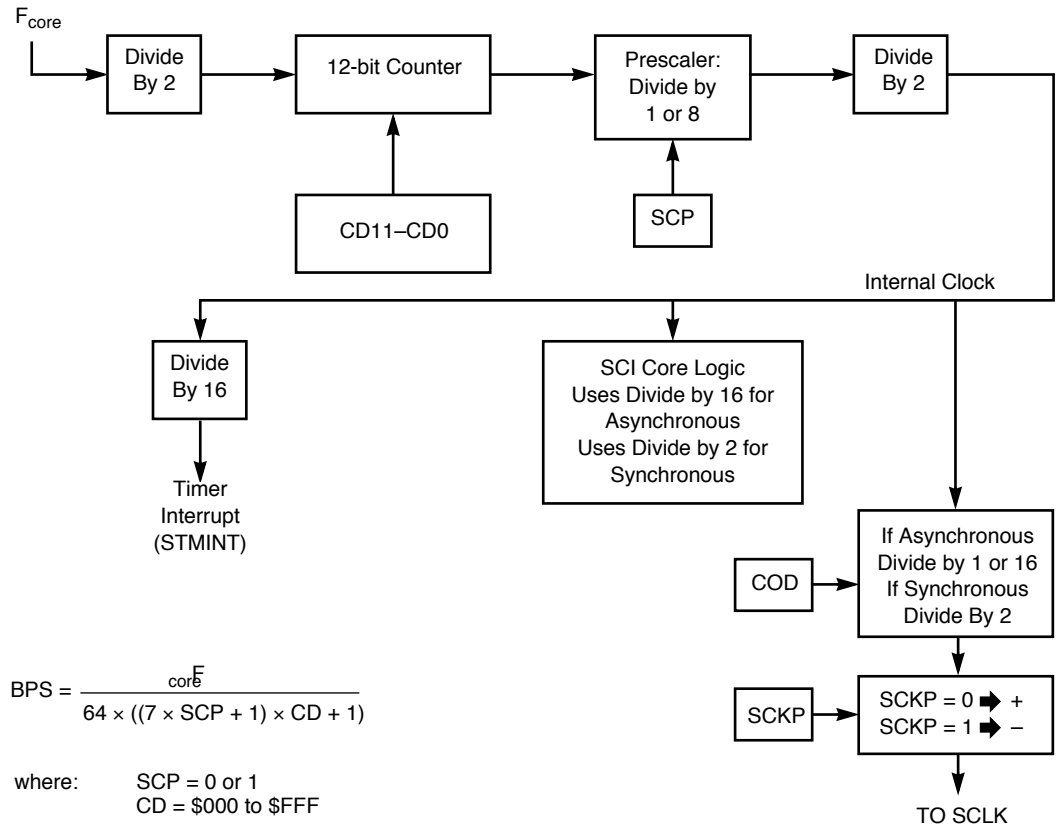 Fcore
Divide
By 2
12-bit Counter
Prescaler:
Divide by
1 or 8
Divide
By 2
CD11–CD0
SCP
Internal Clock
Divide
By 16
SCI Core Logic
Uses Divide by 16 for
Asynchronous
Uses Divide by 2 for
Synchronous
Timer
Interrupt
(STMINT)
If Asynchronous
Divide by 1 or 16
If Synchronous
Divide By 2
COD
BPS = Fcore
64 × ((7 × SCP + 1) × CD + 1)
SCKP
SCKP = 0 ➡ +
SCKP = 1 ➡ –
where: SCP = 0 or 1
CD = $000 to $FFF
TO SCLK